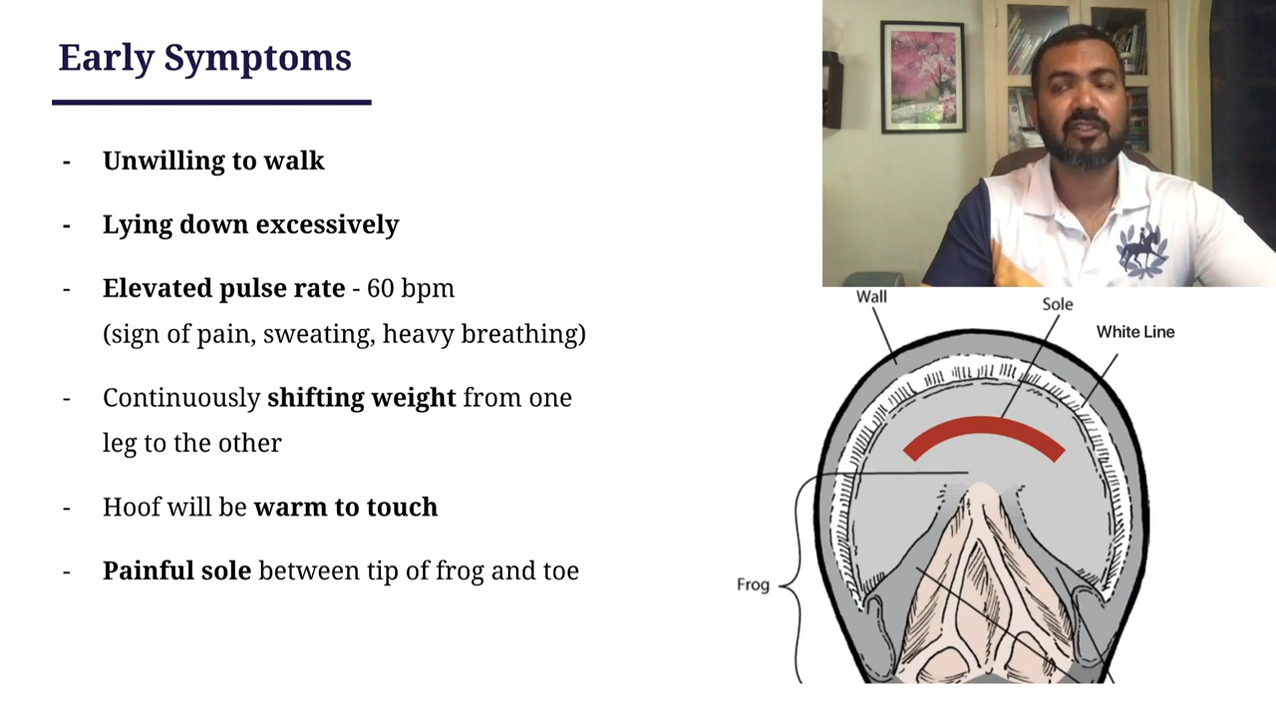 Early Symptoms
- Unwilling to walk
- Lying down excessively
- Elevated pulse rate - 60 bpm
(sign of pain, sweating, heavy breathing)
- Continuously shifting weight from one
leg to the other
- Hoof will be warm to touch
- Painful sole between tip of frog and toe
Wall
Sole
White Line
Frog